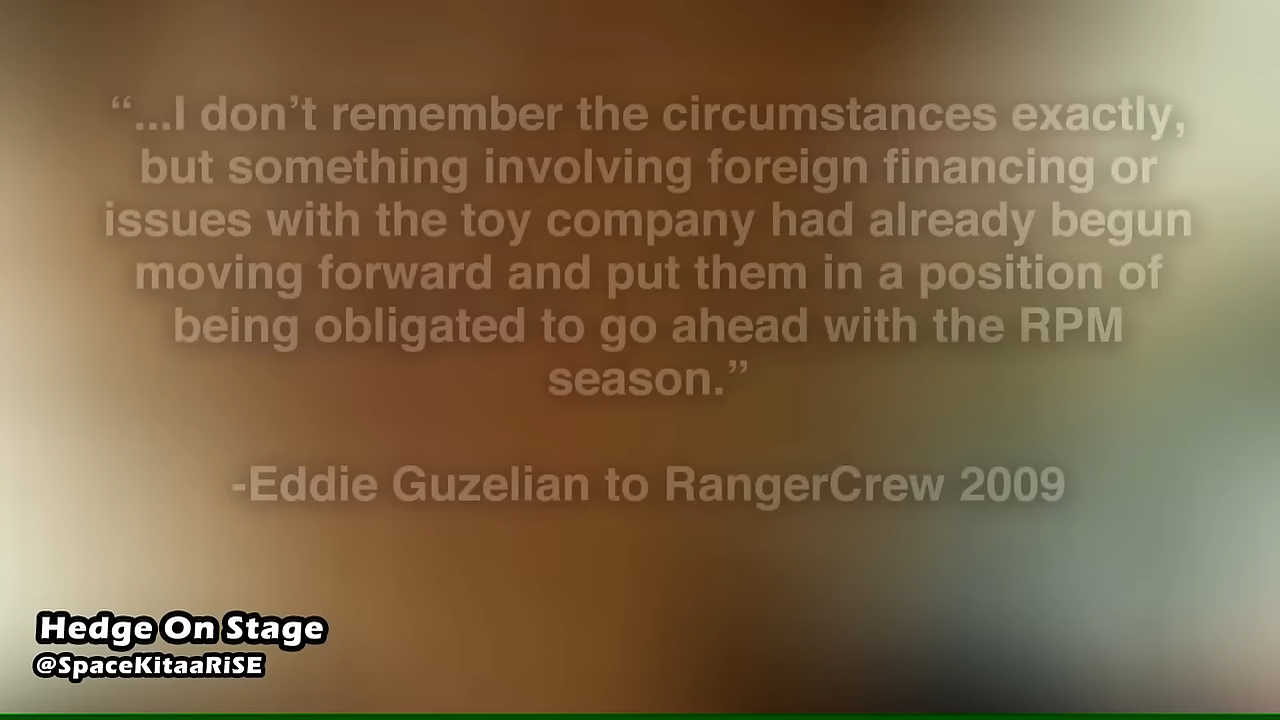 “...I don’t remember the circumstances exactly,
but something involving foreign financing or
issues with the toy company had already begun
moving forward and put them in a position of
being obligated to go ahead with the RPM
season.”
-Eddie Guzelian to RangerCrew 2009
Hedge On Stage
@SpaceKitaaRiSE